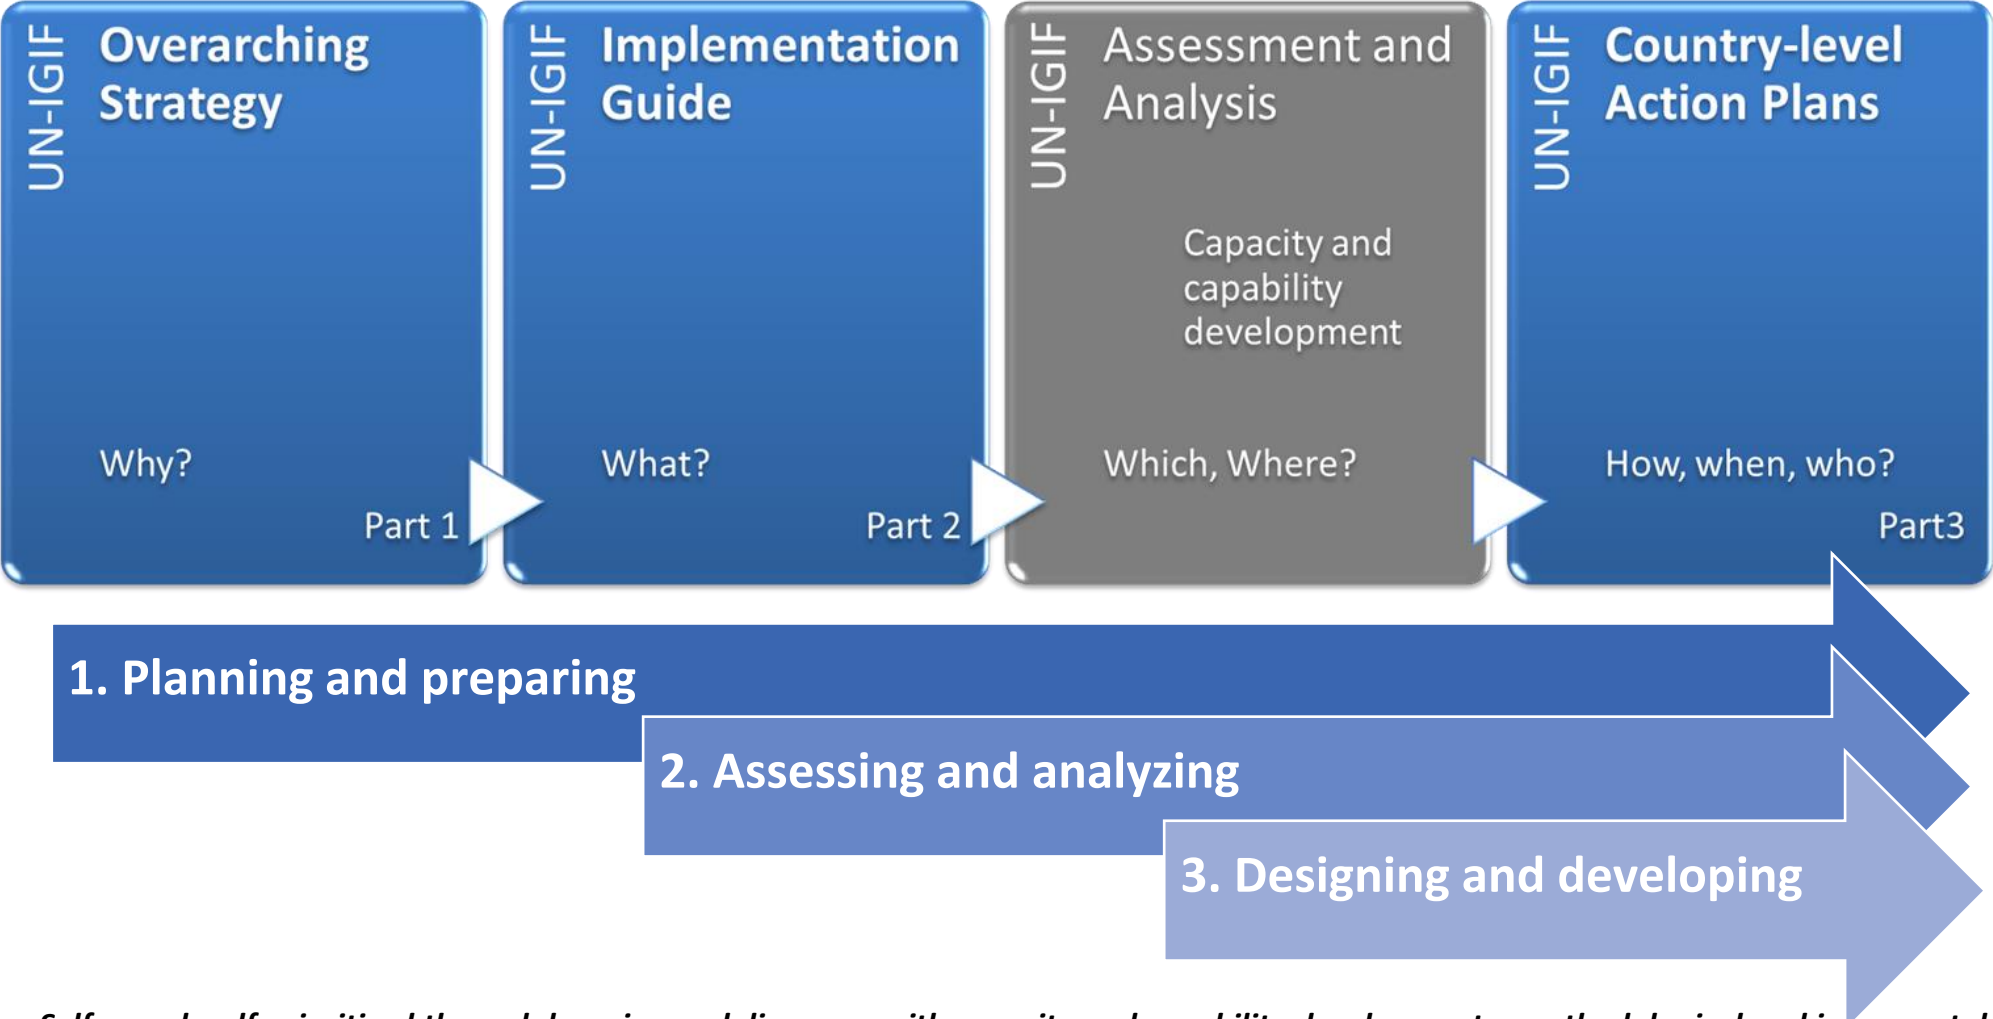 UN-IGIF
Overarching
Strategy
Why?
Part 1
UN-IGIF
Implementation
Guide
What?
Part 2
UN-IGIF
Assessment and
Analysis
Capacity and
capability
development
Which, Where?
UN-IGIF
Country-level
Action Plans
How, when, who?
Part3
1. Planning and preparing
2. Assessing and analyzing
3. Designing and developing